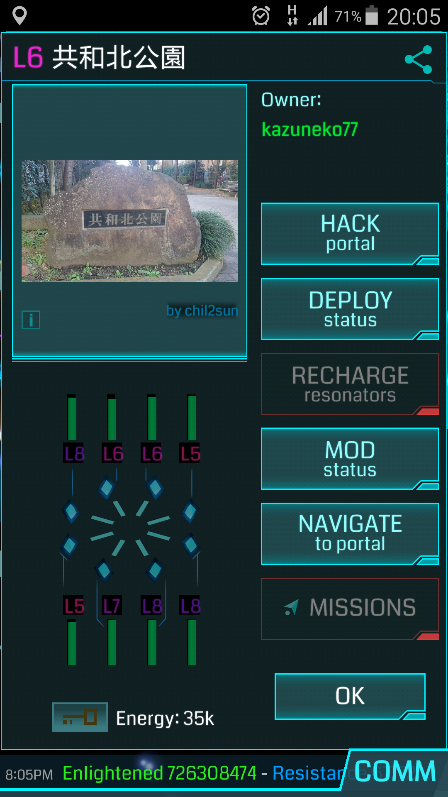 H
71%
20:05
L6 共和北公園
Owner:
kazuneko77
共和北公園
by chil2sun
i
HACK
portal
DEPLOY
status
RECHARGE
resonators
MOD
status
NAVIGATE
to portal
MISSIONS
L8 L6 L6 L5
L5 L7 L8 L8
Energy: 35k
OK
8:05PM Enlightened 726308474 - Resistan
COMM